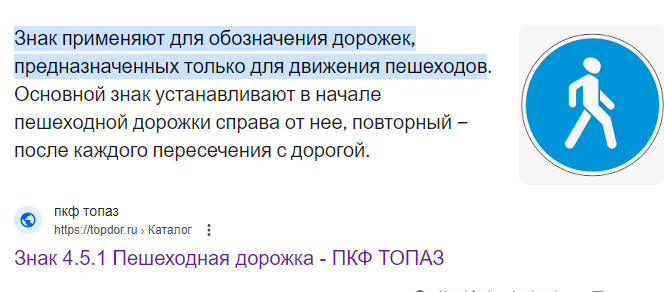 Знак применяют для обозначения дорожек,
предназначенных только для движения пешеходов.
Основной знак устанавливают в начале
пешеходной дорожки справа от нее, повторный –
после каждого пересечения с дорогой.
пкф топаз
https://topdor.ru › Каталог
Знак 4.5.1 Пешеходная дорожка - ПКФ ТОПАЗ